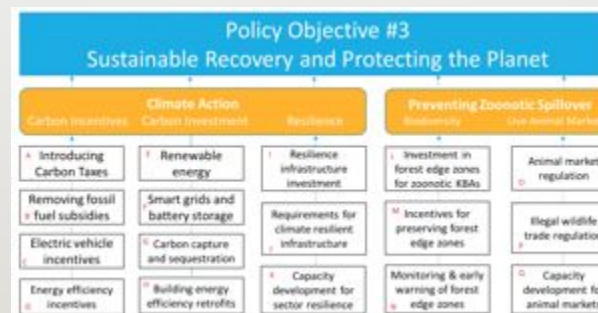 Policy Objective #3
Sustainable Recovery and Protecting the Planet
Climate Action
Carbon Incentives
Carbon Investment
Resilience
Preventing Zoonotic Spillover
Biodiversity
Live Animal Market
A Introducing
Carbon Taxes
Removing fossil
B fuel subsidies
Electric vehicle
C incentives
Energy efficiency
D incentives
E Renewable
energy
Smart grids and
F battery storage
G Carbon capture
and sequestration
H Building energy
efficiency retrofits
I Resilience
infrastructure
investment
Requirements for
climate resilient
J infrastructure
K Capacity
development for
sector resilience
L Investment in
forest edge zones
for zoonotic KBAs
M Incentives for
preserving forest
edge zones
Monitoring & early
warning of forest
N edge zones
Animal market
regulation
O
Illegal wildlife
trade regulation
P
Q Capacity
development for
animal markets